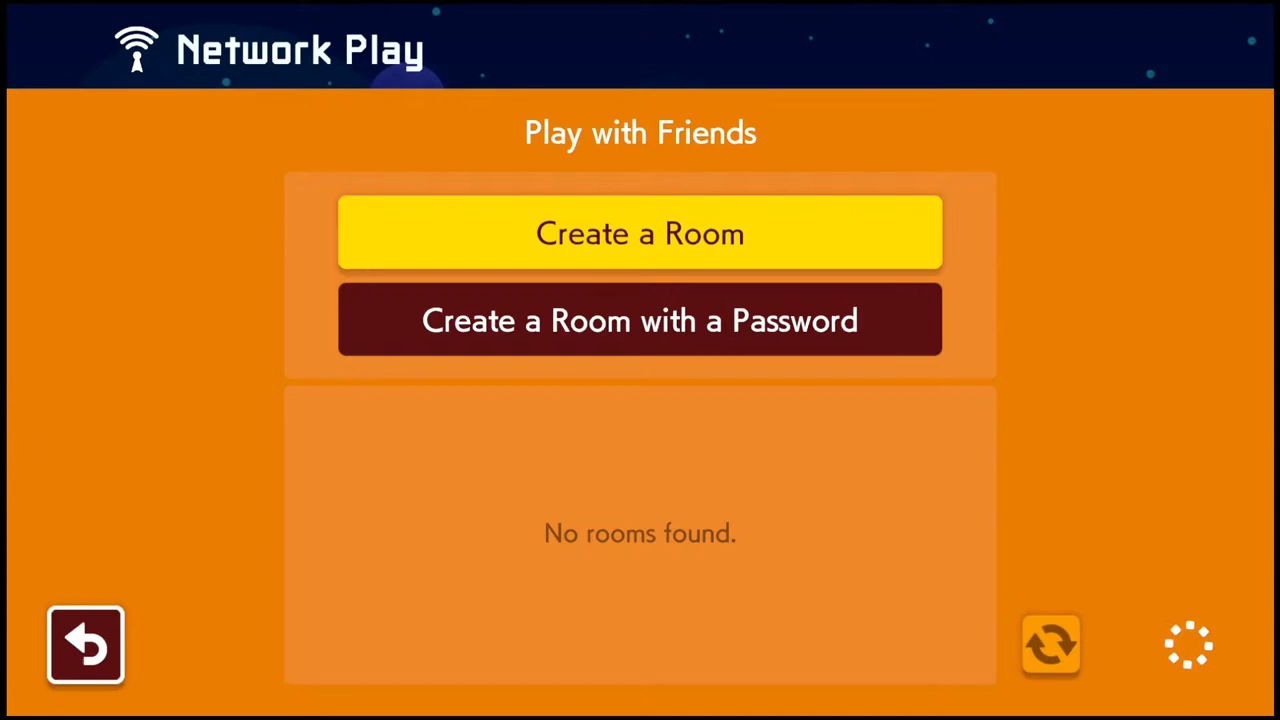 Network Play
Play with Friends
Create a Room
Create a Room with a Password
No rooms found.